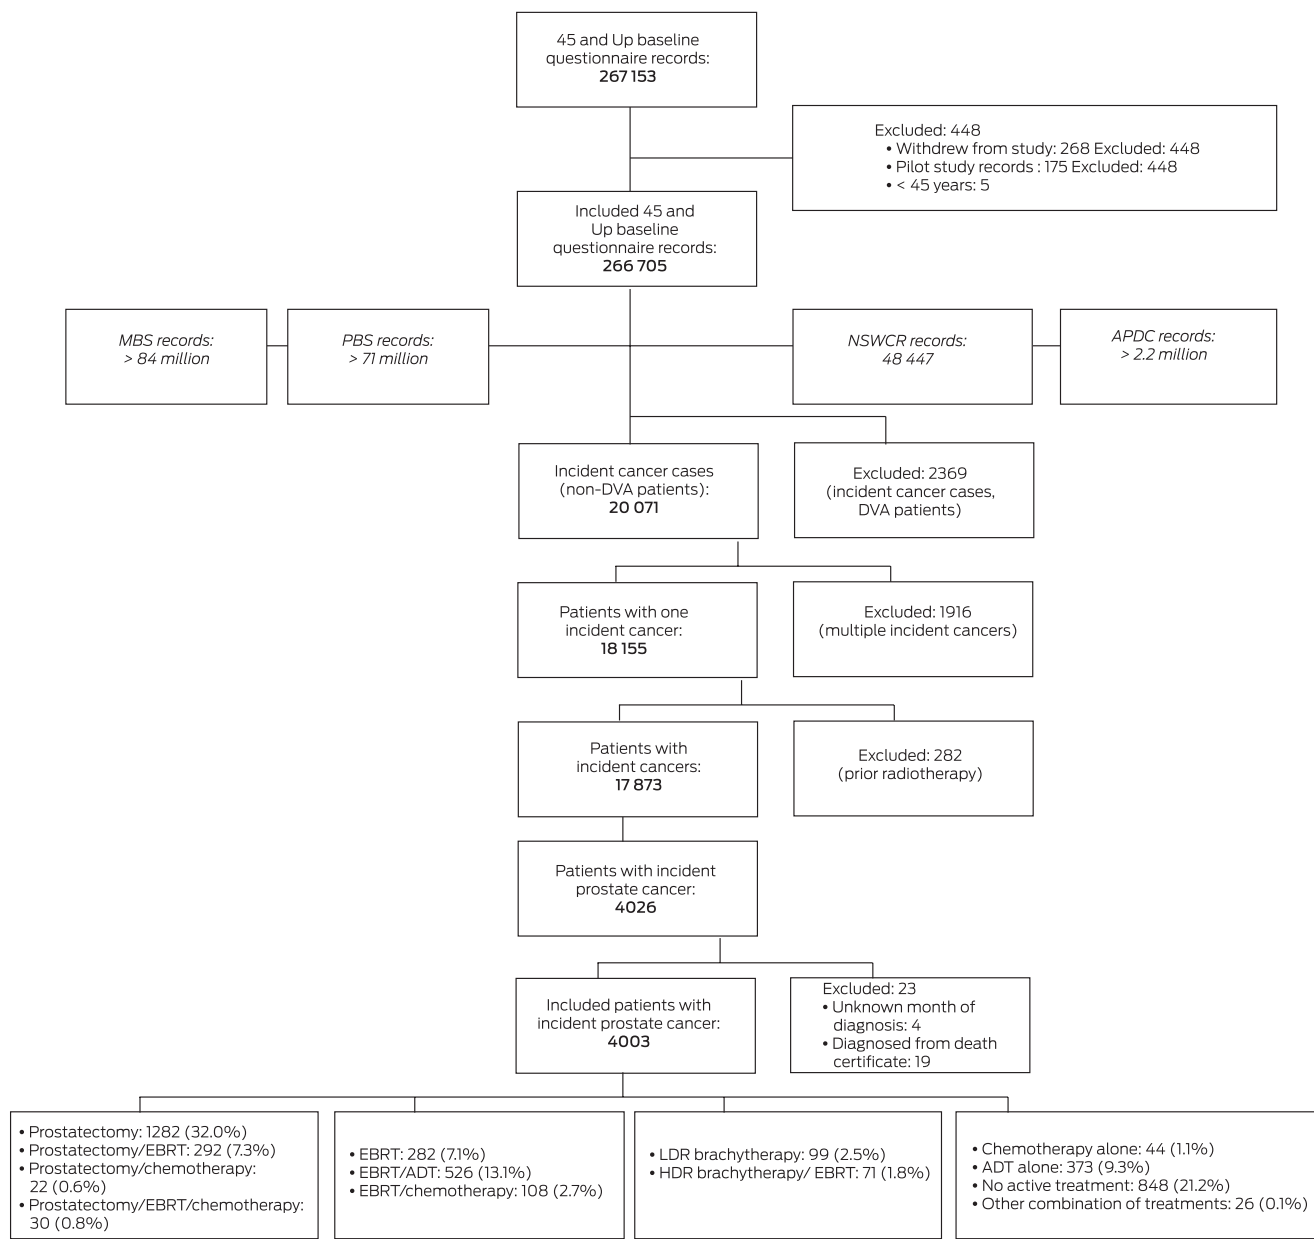 45 and Up baseline
questionnaire records:
267 153
Excluded: 448
• Withdrew from study: 268 Excluded: 448
• Pilot study records : 175 Excluded: 448
• < 45 years: 5
Included 45 and
Up baseline
questionnaire records:
266 705
MBS records:
> 84 million
PBS records:
> 71 million
NSWCR records:
48 447
APDC records:
> 2.2 million
Incident cancer cases
(non-DVA patients):
20 071
Excluded: 2369
(incident cancer cases,
DVA patients)
Patients with one
incident cancer:
18 155
Excluded: 1916
(multiple incident cancers)
Patients with
incident cancers:
17 873
Excluded: 282
(prior radiotherapy)
Patients with incident
prostate cancer:
4026
Included patients with
incident prostate cancer:
4003
Excluded: 23
• Unknown month of
diagnosis: 4
• Diagnosed from death
certificate: 19
• Prostatectomy: 1282 (32.0%)
• Prostatectomy/EBRT: 292 (7.3%)
• Prostatectomy/chemotherapy:
22 (0.6%)
• Prostatectomy/EBRT/chemotherapy:
30 (0.8%)
• EBRT: 282 (7.1%)
• EBRT/ADT: 526 (13.1%)
• EBRT/chemotherapy: 108 (2.7%)
• LDR brachytherapy: 99 (2.5%)
• HDR brachytherapy/ EBRT: 71 (1.8%)
• Chemotherapy alone: 44 (1.1%)
• ADT alone: 373 (9.3%)
• No active treatment: 848 (21.2%)
• Other combination of treatments: 26 (0.1%)